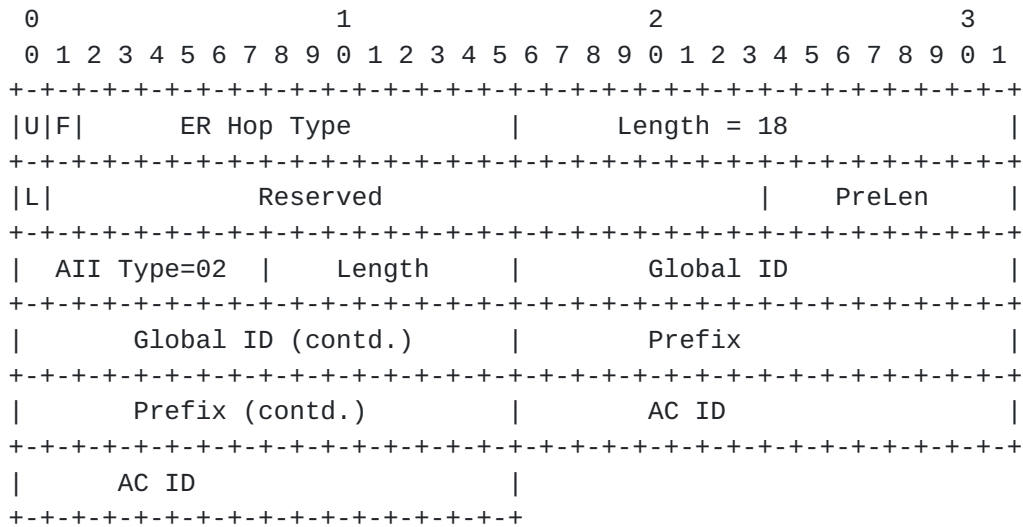 0                   1                   2                   3
 0 1 2 3 4 5 6 7 8 9 0 1 2 3 4 5 6 7 8 9 0 1 2 3 4 5 6 7 8 9 0 1
+-+-+-+-+-+-+-+-+-+-+-+-+-+-+-+-+-+-+-+-+-+-+-+-+-+-+-+-+-+-+-+-+
|U|F|        ER Hop Type          |      Length = 18              |
+-+-+-+-+-+-+-+-+-+-+-+-+-+-+-+-+-+-+-+-+-+-+-+-+-+-+-+-+-+-+-+-+
|L|             Reserved                        |    PreLen     |
+-+-+-+-+-+-+-+-+-+-+-+-+-+-+-+-+-+-+-+-+-+-+-+-+-+-+-+-+-+-+-+-+
|  AII Type=02  |    Length     |        Global ID              |
+-+-+-+-+-+-+-+-+-+-+-+-+-+-+-+-+-+-+-+-+-+-+-+-+-+-+-+-+-+-+-+-+
|       Global ID (contd.)      |        Prefix                 |
+-+-+-+-+-+-+-+-+-+-+-+-+-+-+-+-+-+-+-+-+-+-+-+-+-+-+-+-+-+-+-+-+
|       Prefix (contd.)         |        AC ID                  |
+-+-+-+-+-+-+-+-+-+-+-+-+-+-+-+-+-+-+-+-+-+-+-+-+-+-+-+-+-+-+-+-+
|      AC ID                    |
+-+-+-+-+-+-+-+-+-+-+-+-+-+-+-+-+